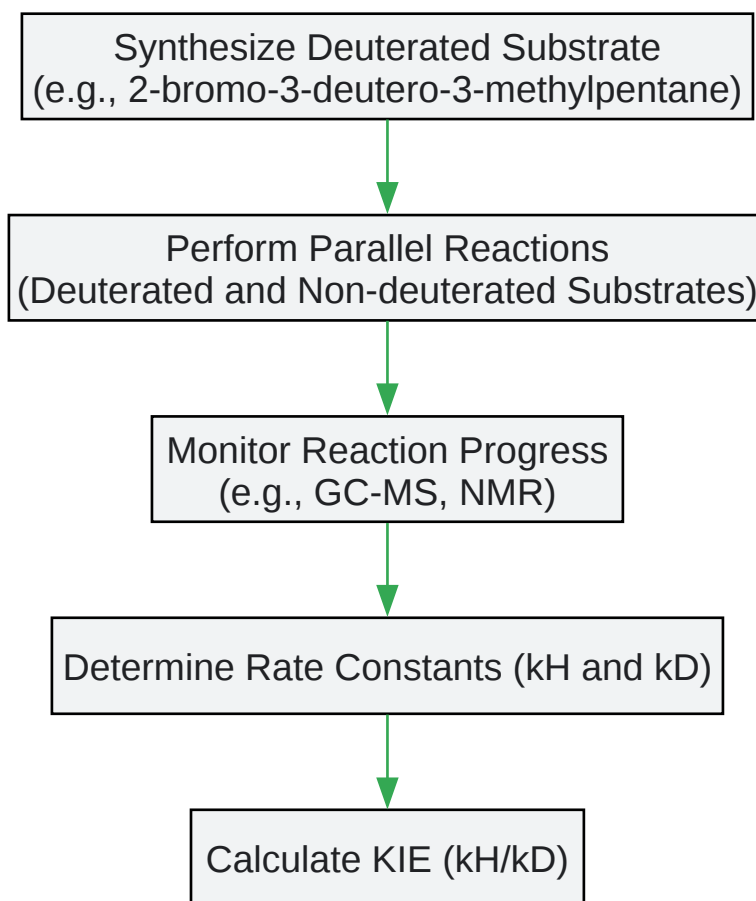 Synthesize Deuterated Substrate
(e.g., 2-bromo-3-deutero-3-methylpentane)
Perform Parallel Reactions
(Deuterated and Non-deuterated Substrates)
Monitor Reaction Progress
(e.g., GC-MS, NMR)
Determine Rate Constants (kH and kD)
Calculate KIE (kH/kD)